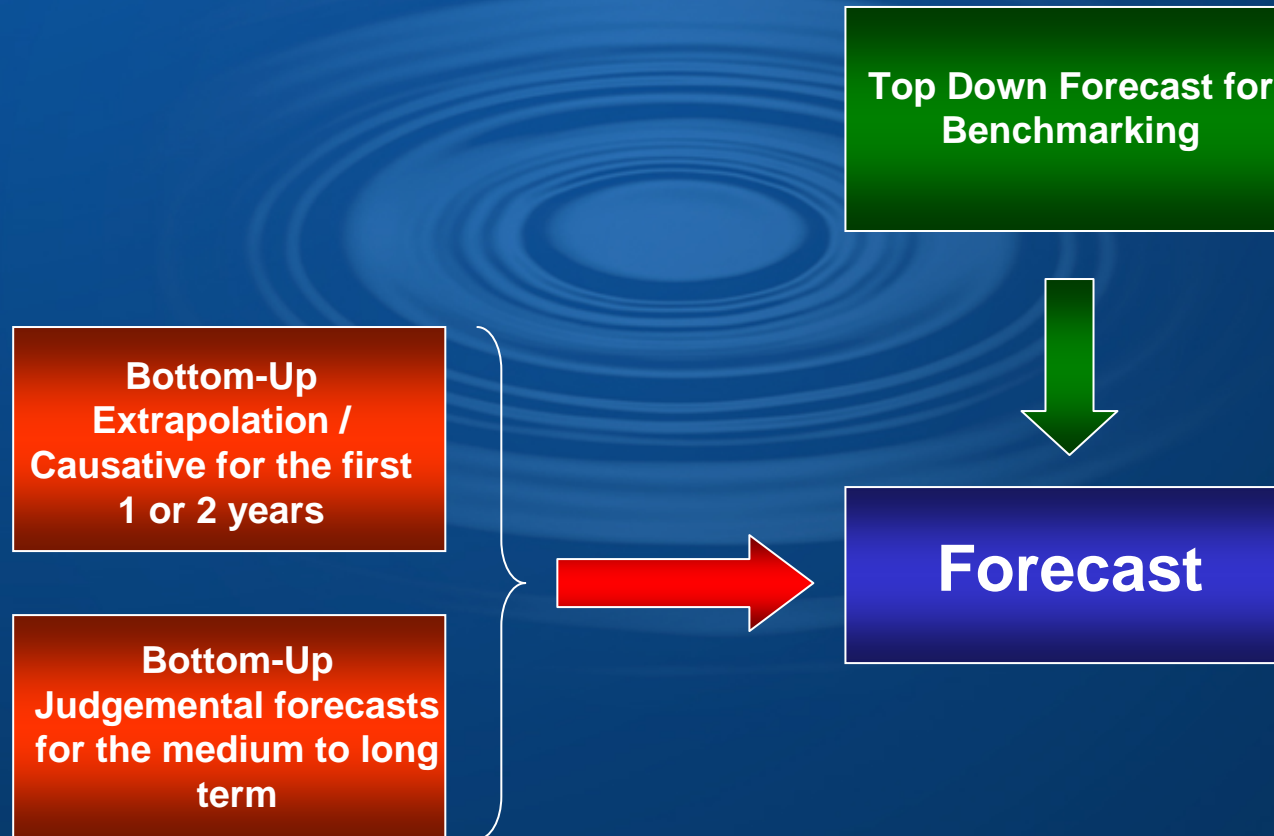 Top Down Forecast for
Benchmarking
Bottom-Up
Extrapolation /
Causative for the first
1 or 2 years
Forecast
Bottom-Up
Judgemental forecasts
for the medium to long
term